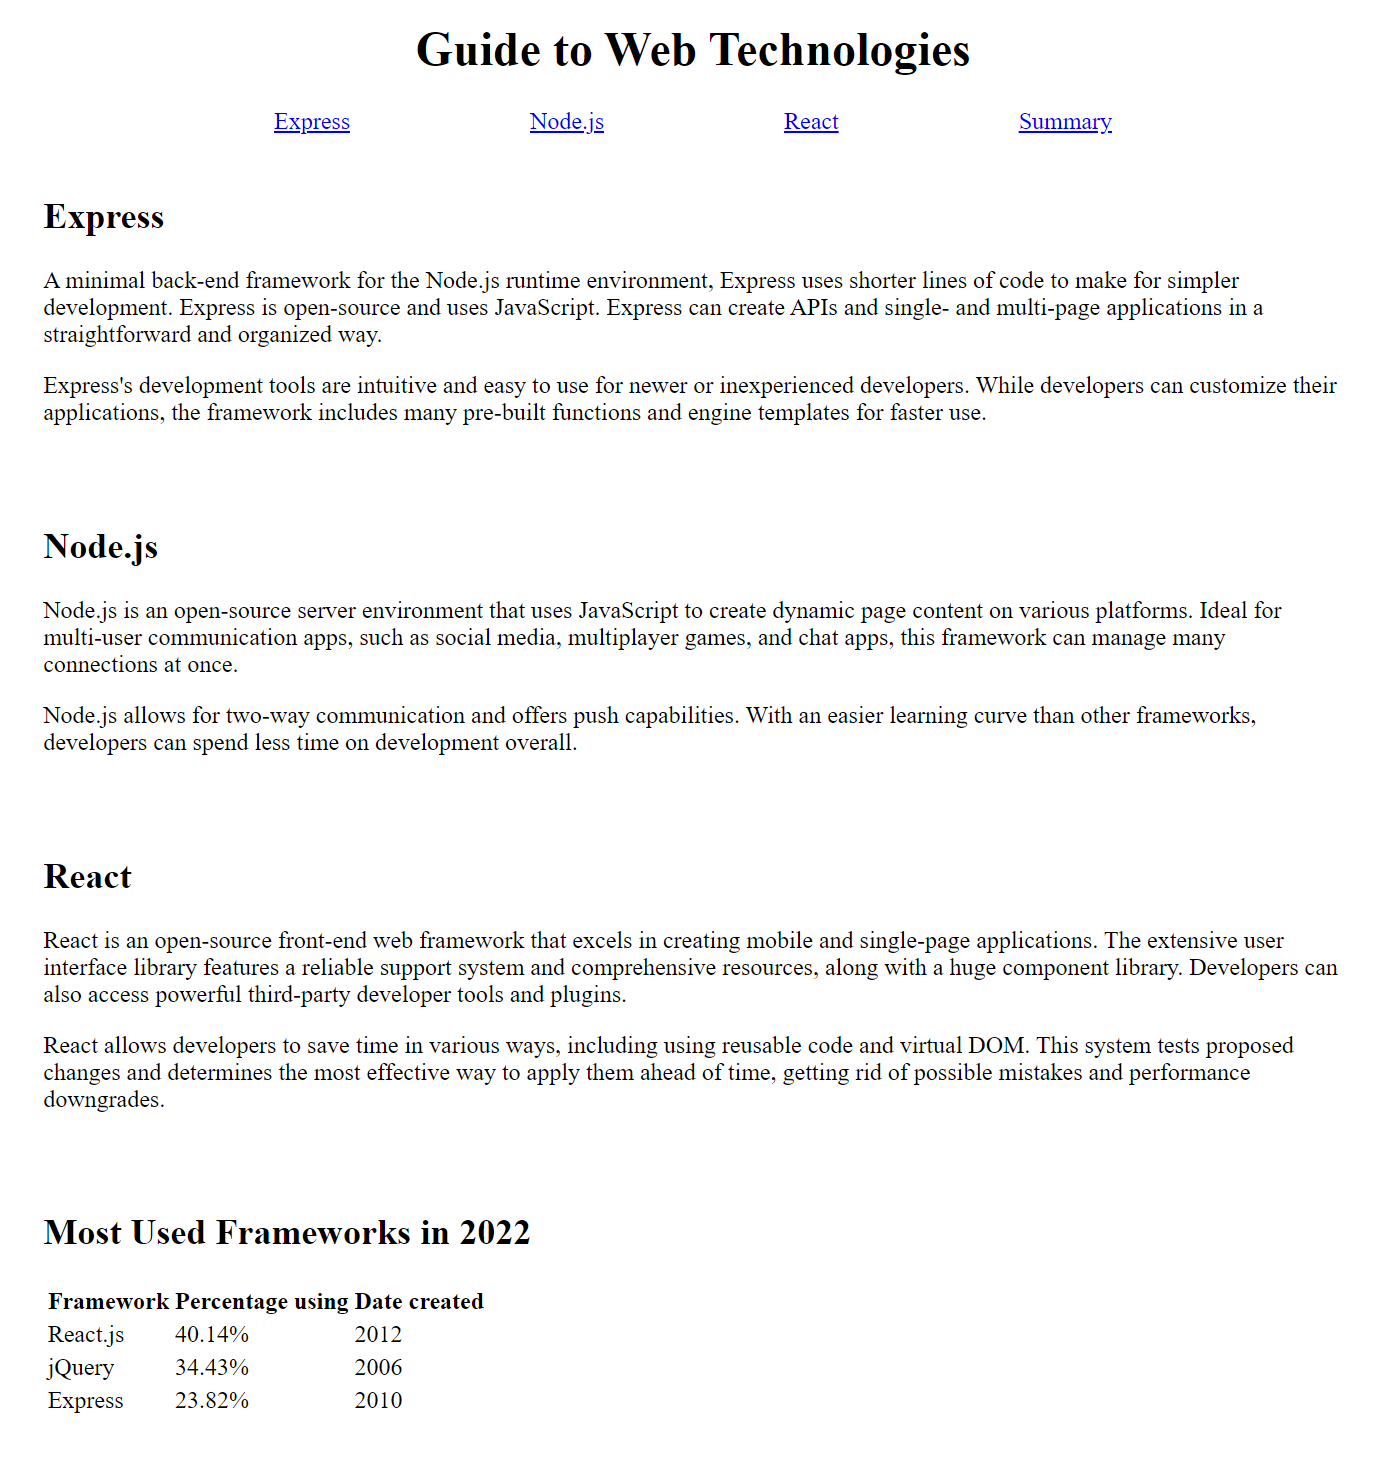 Guide to Web Technologies
Express Node.js React Summary
Express
A minimal back-end framework for the Node.js runtime environment, Express uses shorter lines of code to make for simpler
development. Express is open-source and uses JavaScript. Express can create APIs and single- and multi-page applications in a
straightforward and organized way.
Express's development tools are intuitive and easy to use for newer or inexperienced developers. While developers can customize their
applications, the framework includes many pre-built functions and engine templates for faster use.
Node.js
Node.js is an open-source server environment that uses JavaScript to create dynamic page content on various platforms. Ideal for
multi-user communication apps, such as social media, multiplayer games, and chat apps, this framework can manage many
connections at once.
Node.js allows for two-way communication and offers push capabilities. With an easier learning curve than other frameworks,
developers can spend less time on development overall.
React
React is an open-source front-end web framework that excels in creating mobile and single-page applications. The extensive user
interface library features a reliable support system and comprehensive resources, along with a huge component library. Developers can
also access powerful third-party developer tools and plugins.
React allows developers to save time in various ways, including using reusable code and virtual DOM. This system tests proposed
changes and determines the most effective way to apply them ahead of time, getting rid of possible mistakes and performance
downgrades.
Most Used Frameworks in 2022
Framework Percentage using Date created
React.js 40.14% 2012
jQuery 34.43% 2006
Express 23.82% 2010